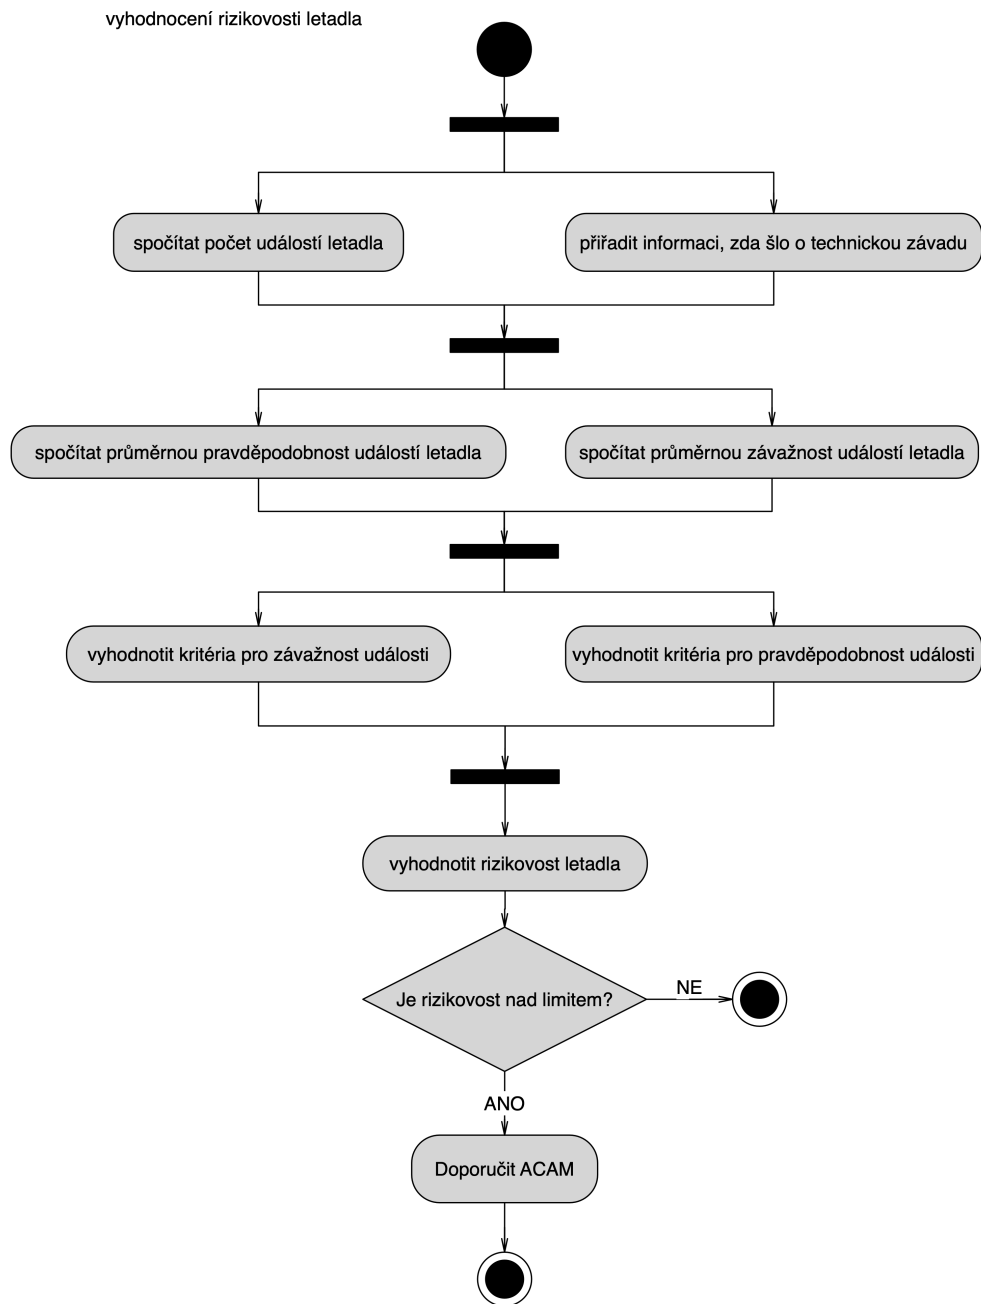 vyhodnocení rizikovosti letadla
spočítat počet událostí letadla
přiřadit informaci, zda šlo o technickou závadu
spočítat průměrnou pravděpodobnost událostí letadla
spočítat průměrnou závažnost událostí letadla
vyhodnotit kritéria pro závažnost události
vyhodnotit kritéria pro pravděpodobnost události
vyhodnotit rizikovost letadla
Je rizikovost nad limitem?
NE
ANO
Doporučit ACAM